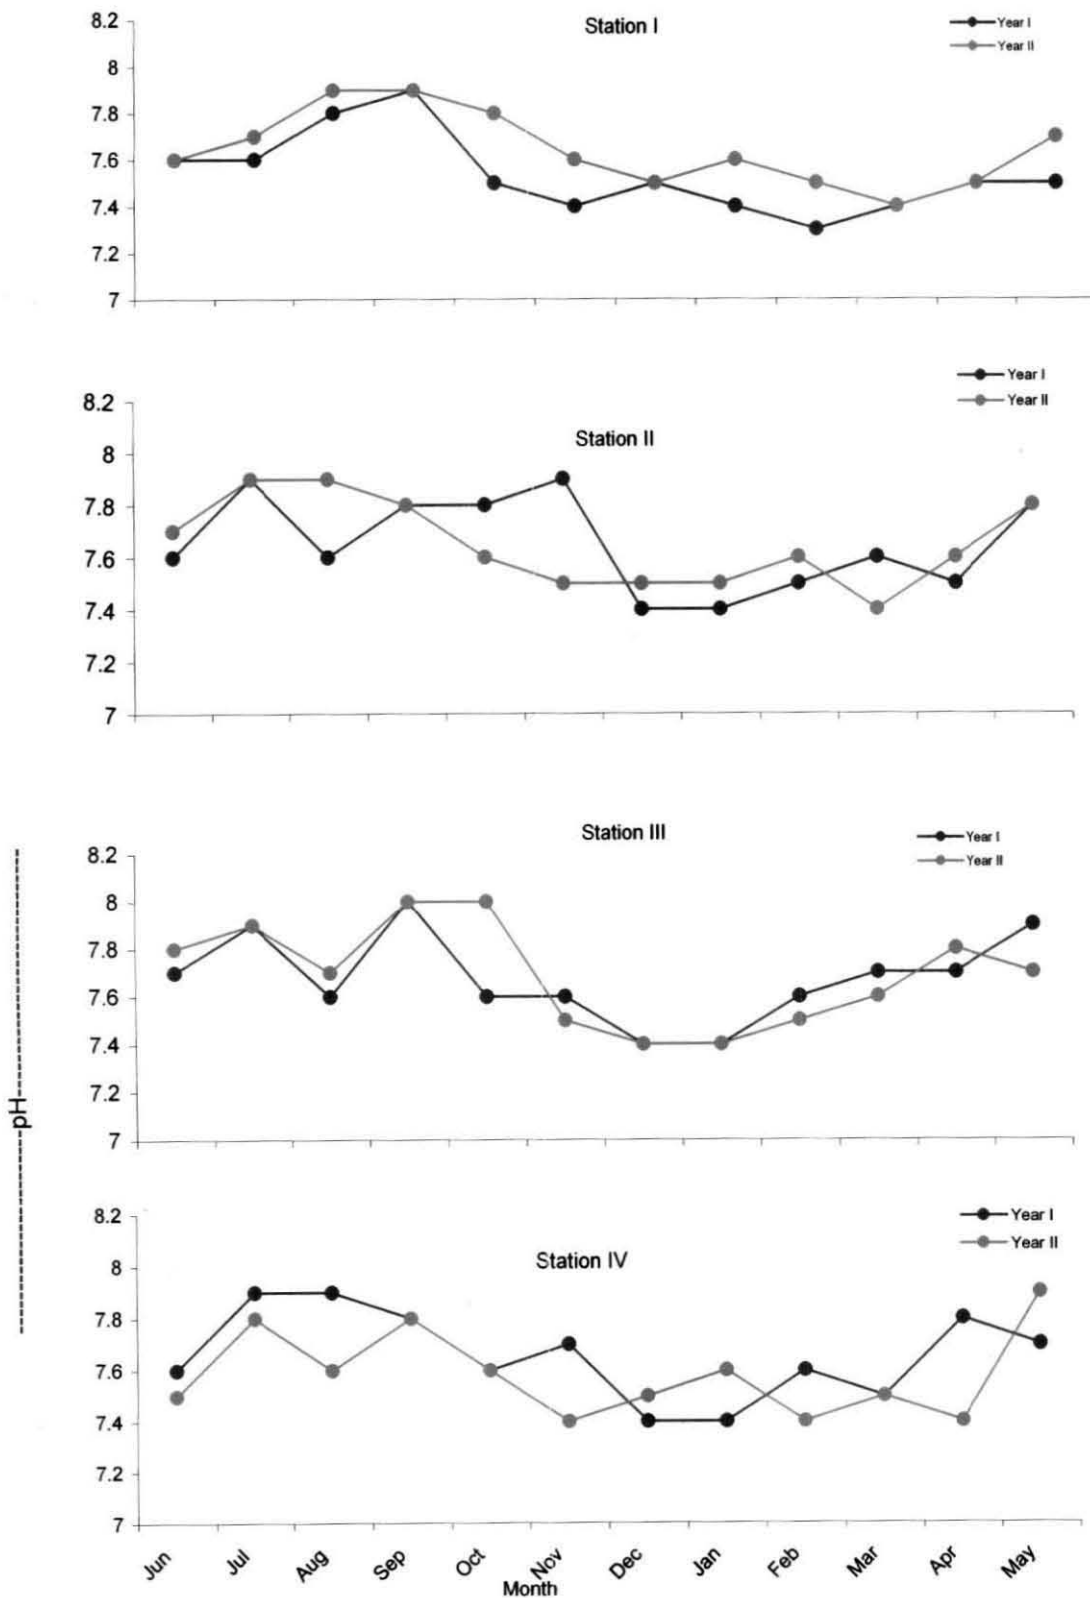 Station I
Year I
Year II
8.2
8
7.8
7.6
7.4
7.2
7
Station II
Year I
Year II
8.2
8
7.8
7.6
7.4
7.2
7
Station III
Year I
Year II
8.2
8
7.8
7.6
7.4
7.2
7
pH
Station IV
Year I
Year II
8.2
8
7.8
7.6
7.4
7.2
7
Jun Jul Aug Sep Oct Nov Dec Jan Feb Mar Apr May
Month